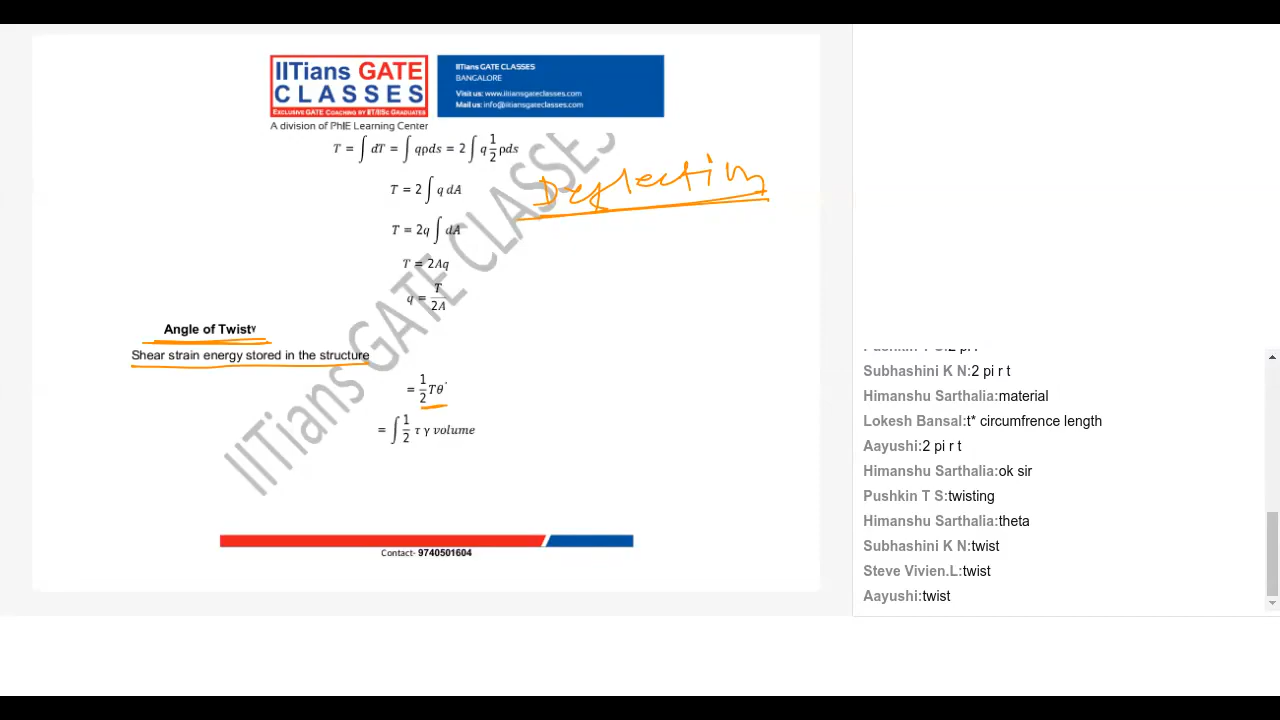 IITians GATE
CLASSES
EXCLUSIVE GATE COACHING BY IIT/IISc GRADUATES
A division of PhIE Learning Center
IITians GATE CLASSES
BANGALORE
Visit us: www.iitiansgateclasses.com
Mail us: info@iitiansgateclasses.com
T = ∫ dT = ∫ qρds = 2 ∫ q 1/2 ρds
Deflection
T = 2 ∫ q dA
T = 2q ∫ dA
T = 2Aq
q = T/2A
Angle of Twist
Shear strain energy stored in the structure
= 1/2 Tθ
= ∫ 1/2 τ γ volume
IITians GATE CLASSES
Contact- 9740501604
Subhashini K N:2 pi r t
Himanshu Sarthalia:material
Lokesh Bansal:t* circumfrence length
Aayushi:2 pi r t
Himanshu Sarthalia:ok sir
Pushkin T S:twisting
Himanshu Sarthalia:theta
Subhashini K N:twist
Steve Vivien.L:twist
Aayushi:twist